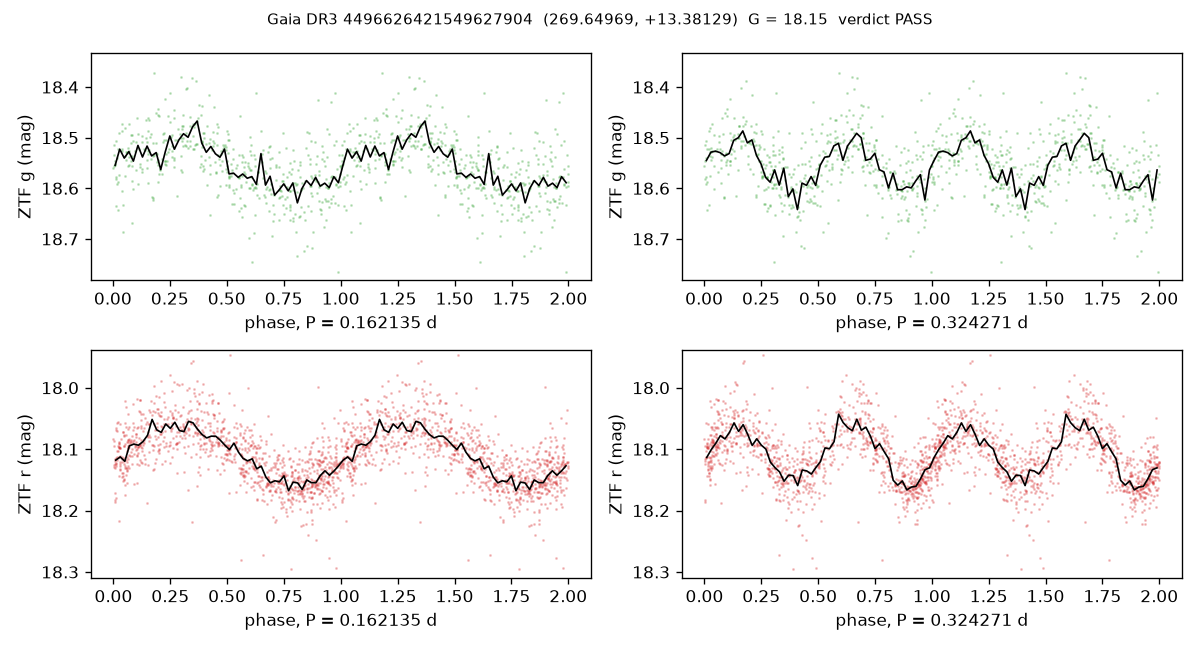 Gaia DR3 4496626421549627904 (269.64969, +13.38129) G = 18.15 verdict PASS
ZTF g (mag)
18.4
18.5
18.6
18.7
0.00 0.25 0.50 0.75 1.00 1.25 1.50 1.75 2.00
phase, P = 0.162135 d
ZTF g (mag)
18.4
18.5
18.6
18.7
0.00 0.25 0.50 0.75 1.00 1.25 1.50 1.75 2.00
phase, P = 0.324271 d
ZTF r (mag)
18.0
18.1
18.2
18.3
0.00 0.25 0.50 0.75 1.00 1.25 1.50 1.75 2.00
phase, P = 0.162135 d
ZTF r (mag)
18.0
18.1
18.2
18.3
0.00 0.25 0.50 0.75 1.00 1.25 1.50 1.75 2.00
phase, P = 0.324271 d